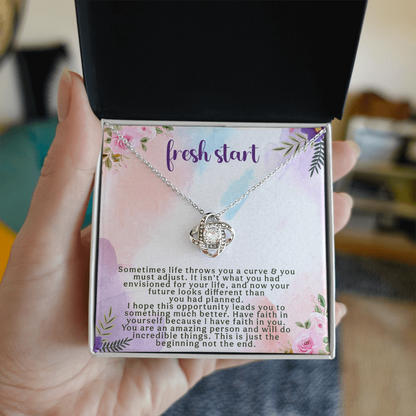 fresh start
Sometimes life throws you a curve & you
must adjust. It isn't what you had
envisioned for your life, and now your
future looks different than
you had planned.
I hope this opportunity leads you to
something much better. Have faith in
yourself because I have faith in you.
You are an amazing person and will do
incredible things. This is just the
beginning not the end.